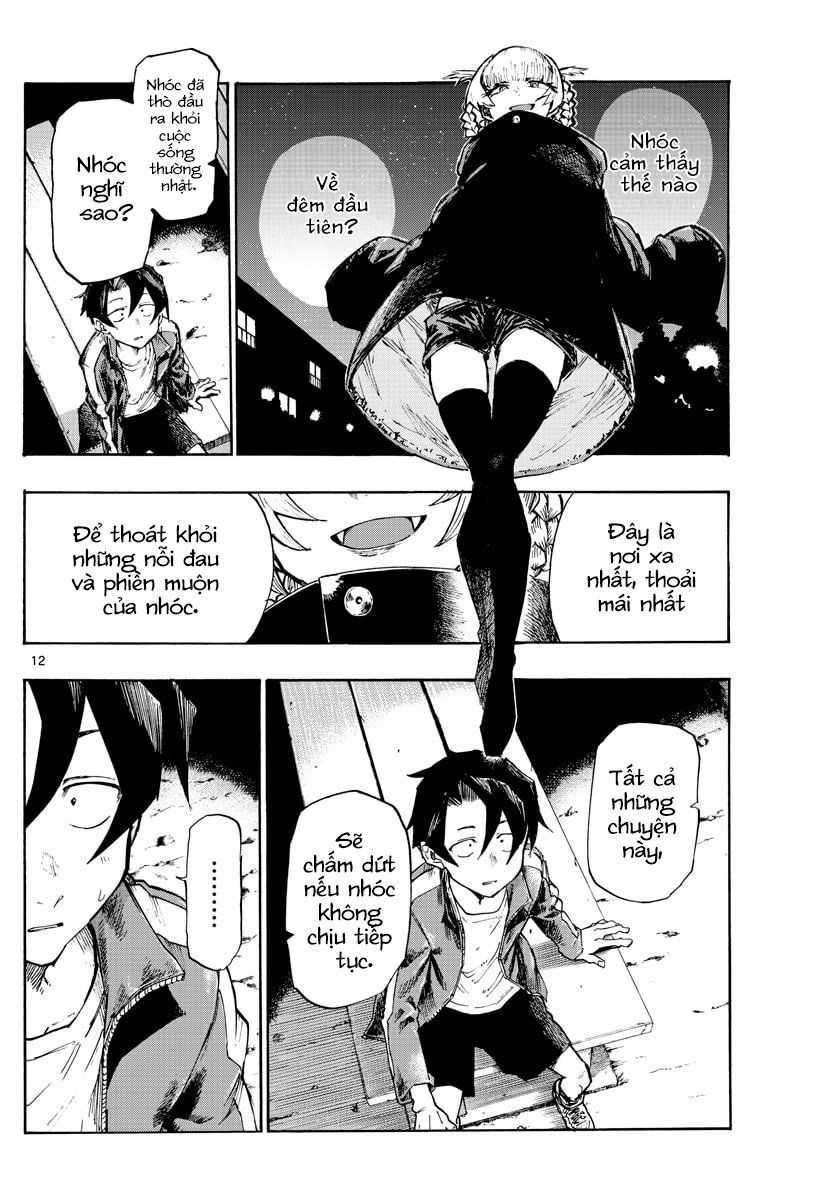 Nhóc
cảm thấy
thế nào
Về
đêm đầu
tiên?
Nhóc đã
thò đầu
ra khỏi
cuộc
sống
thường
nhật.
Nhóc
nghĩ
sao?
Đây là
nơi xa
nhất, thoải
mái nhất
Để thoát khỏi
những nỗi đau
và phiền muộn
của nhóc.
12
Tất cả
những
chuyện
này,
Sẽ
chấm dứt
nếu nhóc
không
chịu tiếp
tục.
.........